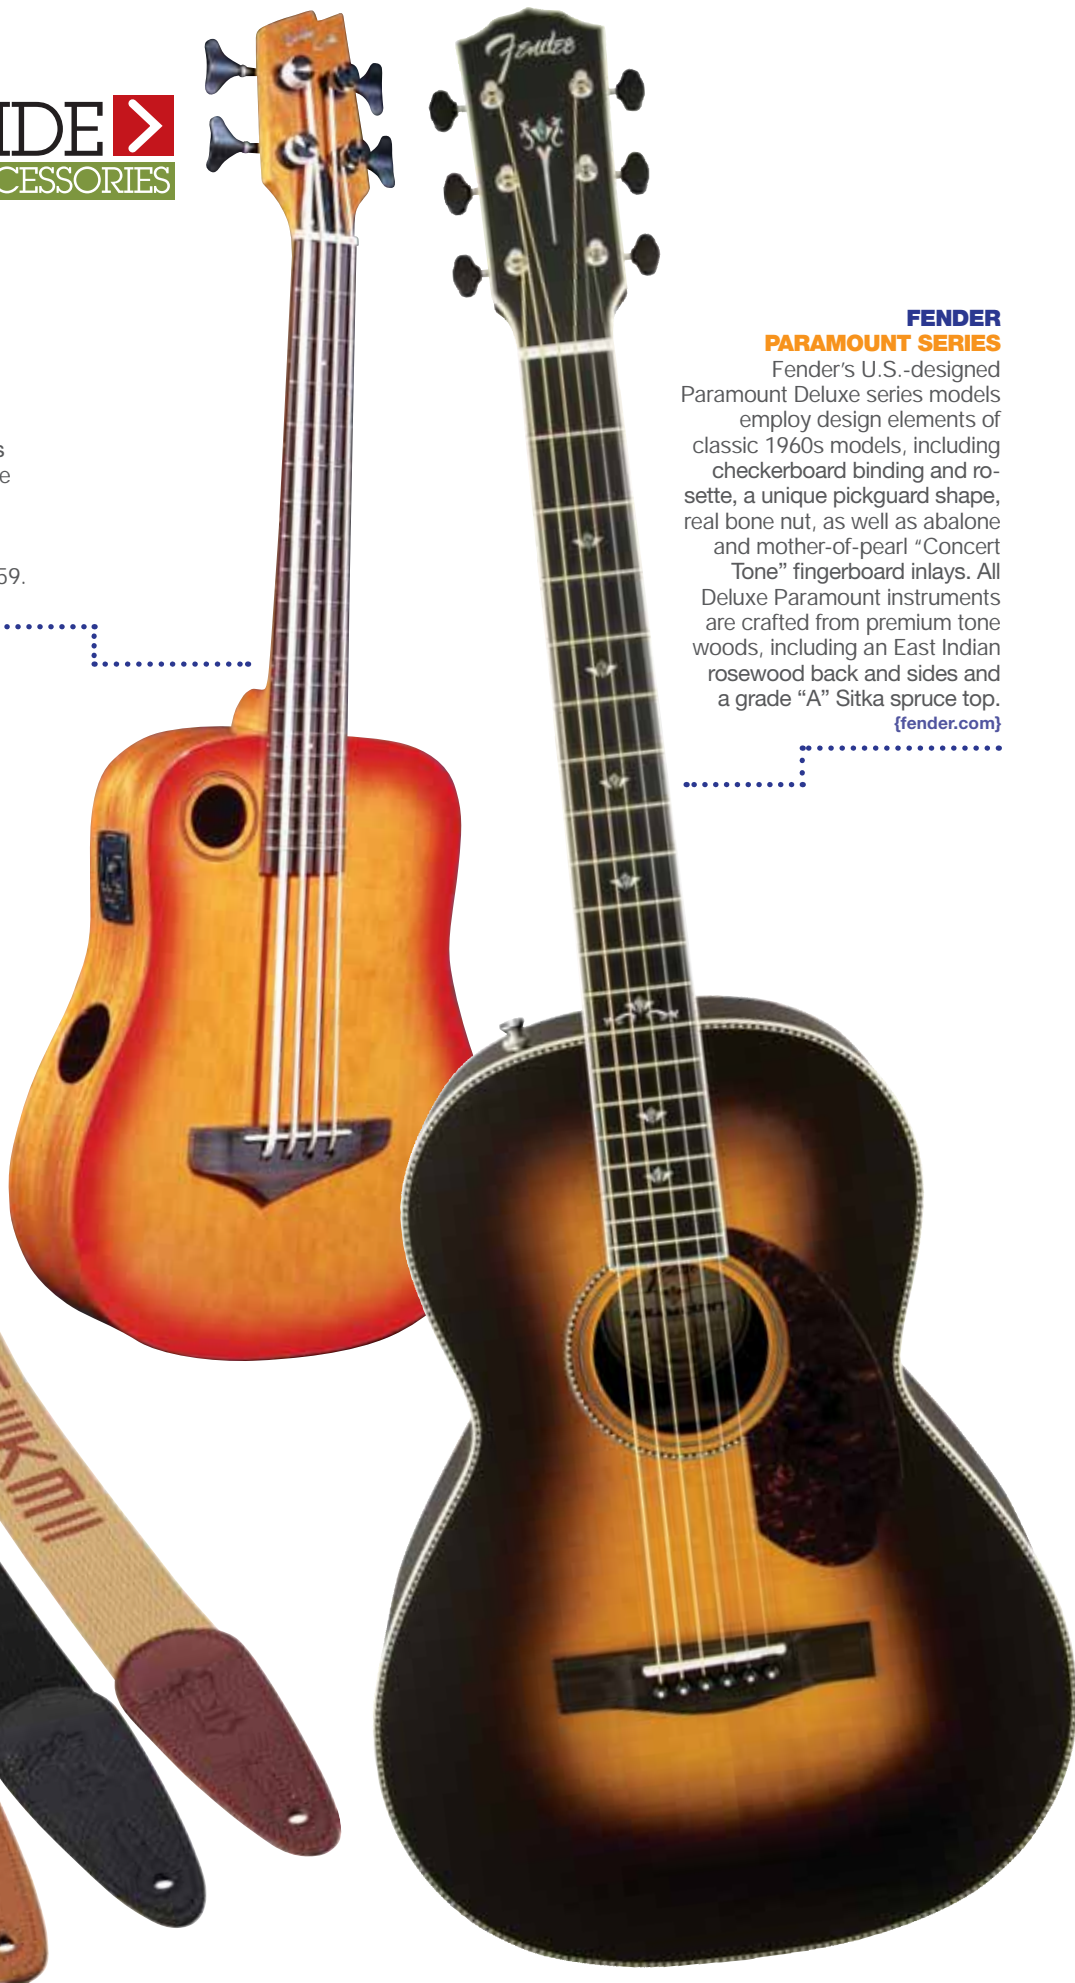 IDE
CESSORIES
Fender
s
e
59.
FENDER
PARAMOUNT SERIES
Fender's U.S.-designed
Paramount Deluxe series models
employ design elements of
classic 1960s models, including
checkerboard binding and ro-
sette, a unique pickguard shape,
real bone nut, as well as abalone
and mother-of-pearl “Concert
Tone” fingerboard inlays. All
Deluxe Paramount instruments
are crafted from premium tone
woods, including an East Indian
rosewood back and sides and
a grade “A” Sitka spruce top.
{fender.com}
PARAMOUNT